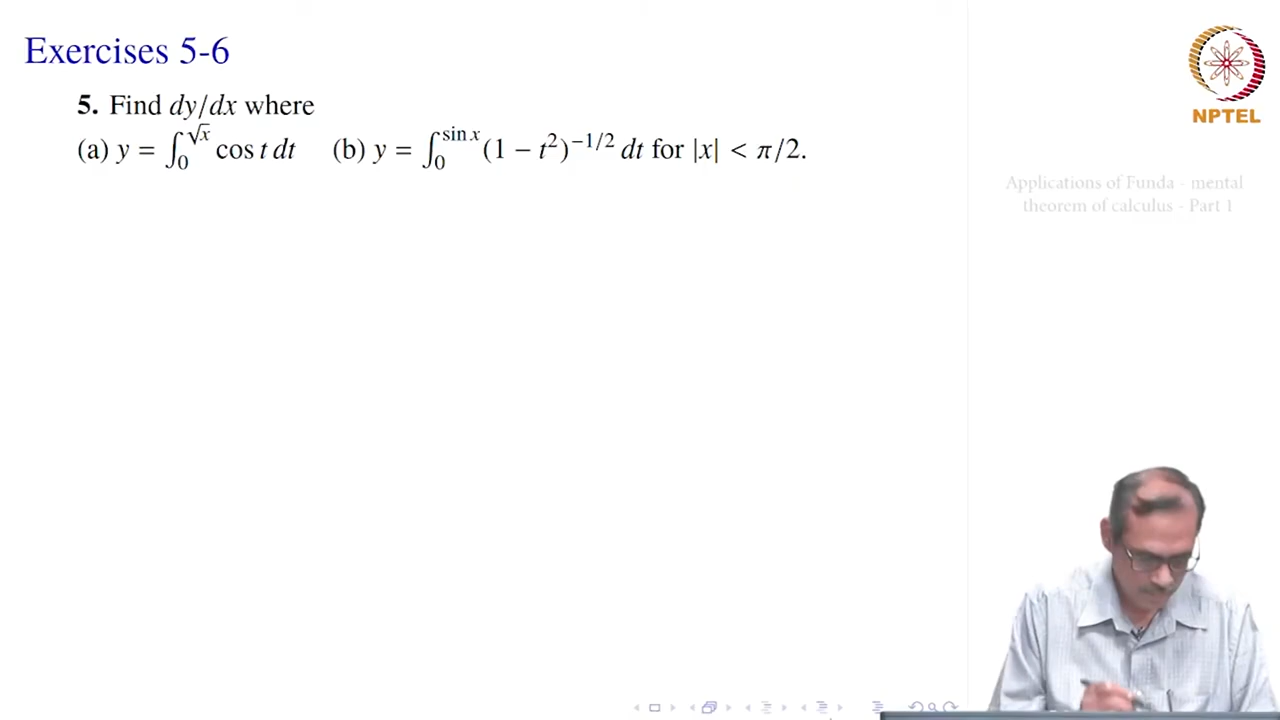 Exercises 5-6
5. Find dy/dx where
(a) y = ∫₀^√x cos t dt (b) y = ∫₀^sin x (1 − t²)^−1/2 dt for |x| < π/2.
NPTEL
Applications of Funda - mental
theorem of calculus - Part 1